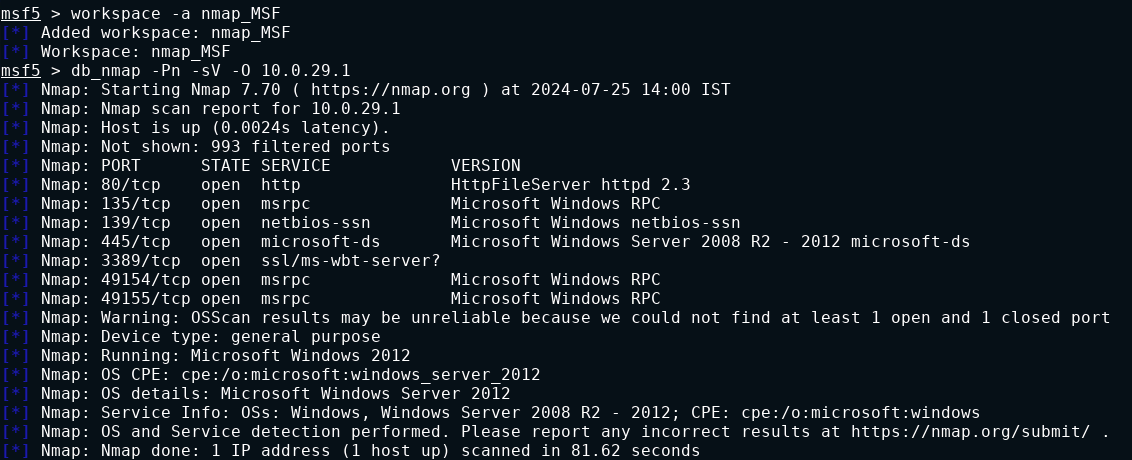 msf5 > workspace -a nmap_MSF
[*] Added workspace: nmap_MSF
[*] Workspace: nmap_MSF
msf5 > db_nmap -Pn -sV -O 10.0.29.1
[*] Nmap: Starting Nmap 7.70 ( https://nmap.org ) at 2024-07-25 14:00 IST
[*] Nmap: Nmap scan report for 10.0.29.1
[*] Nmap: Host is up (0.0024s latency).
[*] Nmap: Not shown: 993 filtered ports
[*] Nmap: PORT      STATE SERVICE            VERSION
[*] Nmap: 80/tcp    open  http               HttpFileServer httpd 2.3
[*] Nmap: 135/tcp   open  msrpc              Microsoft Windows RPC
[*] Nmap: 139/tcp   open  netbios-ssn        Microsoft Windows netbios-ssn
[*] Nmap: 445/tcp   open  microsoft-ds       Microsoft Windows Server 2008 R2 - 2012 microsoft-ds
[*] Nmap: 3389/tcp  open  ssl/ms-wbt-server?
[*] Nmap: 49154/tcp open  msrpc              Microsoft Windows RPC
[*] Nmap: 49155/tcp open  msrpc              Microsoft Windows RPC
[*] Nmap: Warning: OSScan results may be unreliable because we could not find at least 1 open and 1 closed port
[*] Nmap: Device type: general purpose
[*] Nmap: Running: Microsoft Windows 2012
[*] Nmap: OS CPE: cpe:/o:microsoft:windows_server_2012
[*] Nmap: OS details: Microsoft Windows Server 2012
[*] Nmap: Service Info: OSs: Windows, Windows Server 2008 R2 - 2012; CPE: cpe:/o:microsoft:windows
[*] Nmap: OS and Service detection performed. Please report any incorrect results at https://nmap.org/submit/ .
[*] Nmap: Nmap done: 1 IP address (1 host up) scanned in 81.62 seconds